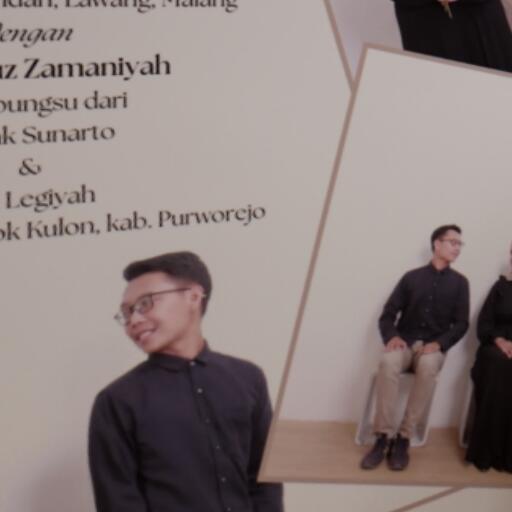 Lawang, Malang
dengan
Zamaniyah
bungsu dari
Sunarto
&
Legiyah
Kulon, kab. Purworejo